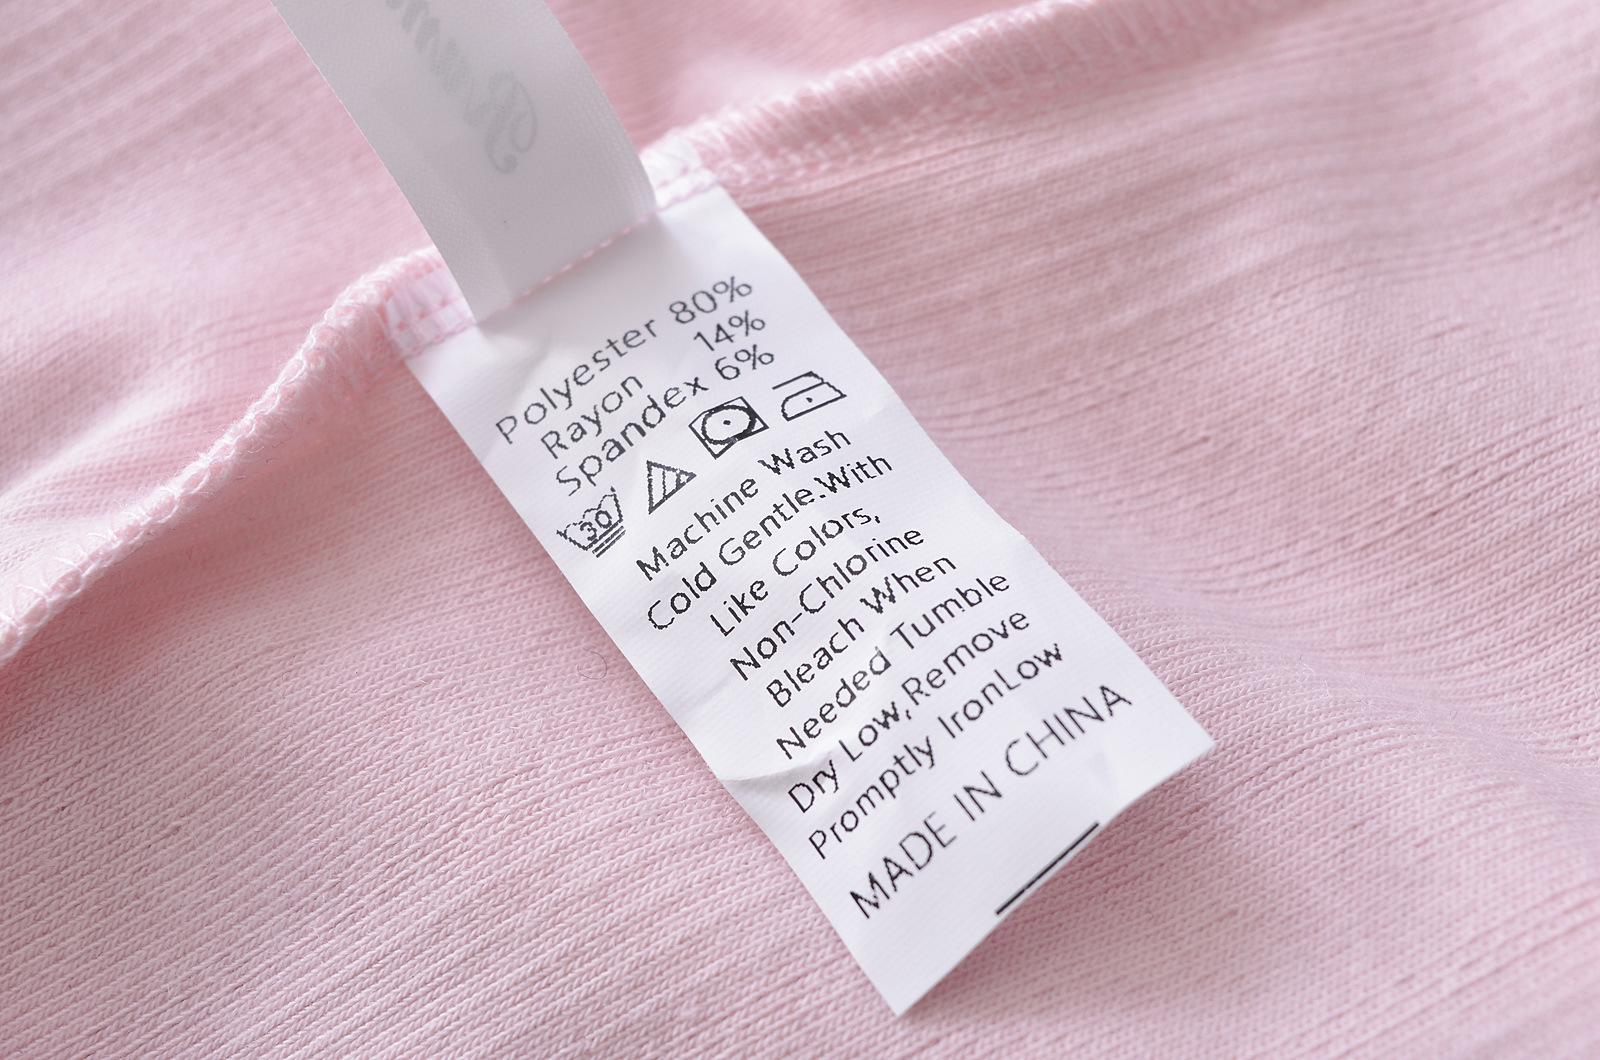 Polyester 80%
Rayon 14%
Spandex 6%
30
Machine Wash
Cold Gentle.With
Like Colors,
Non-Chlorine
Bleach When
Needed Tumble
Dry Low,Remove
Promptly IronLow
MADE IN CHINA